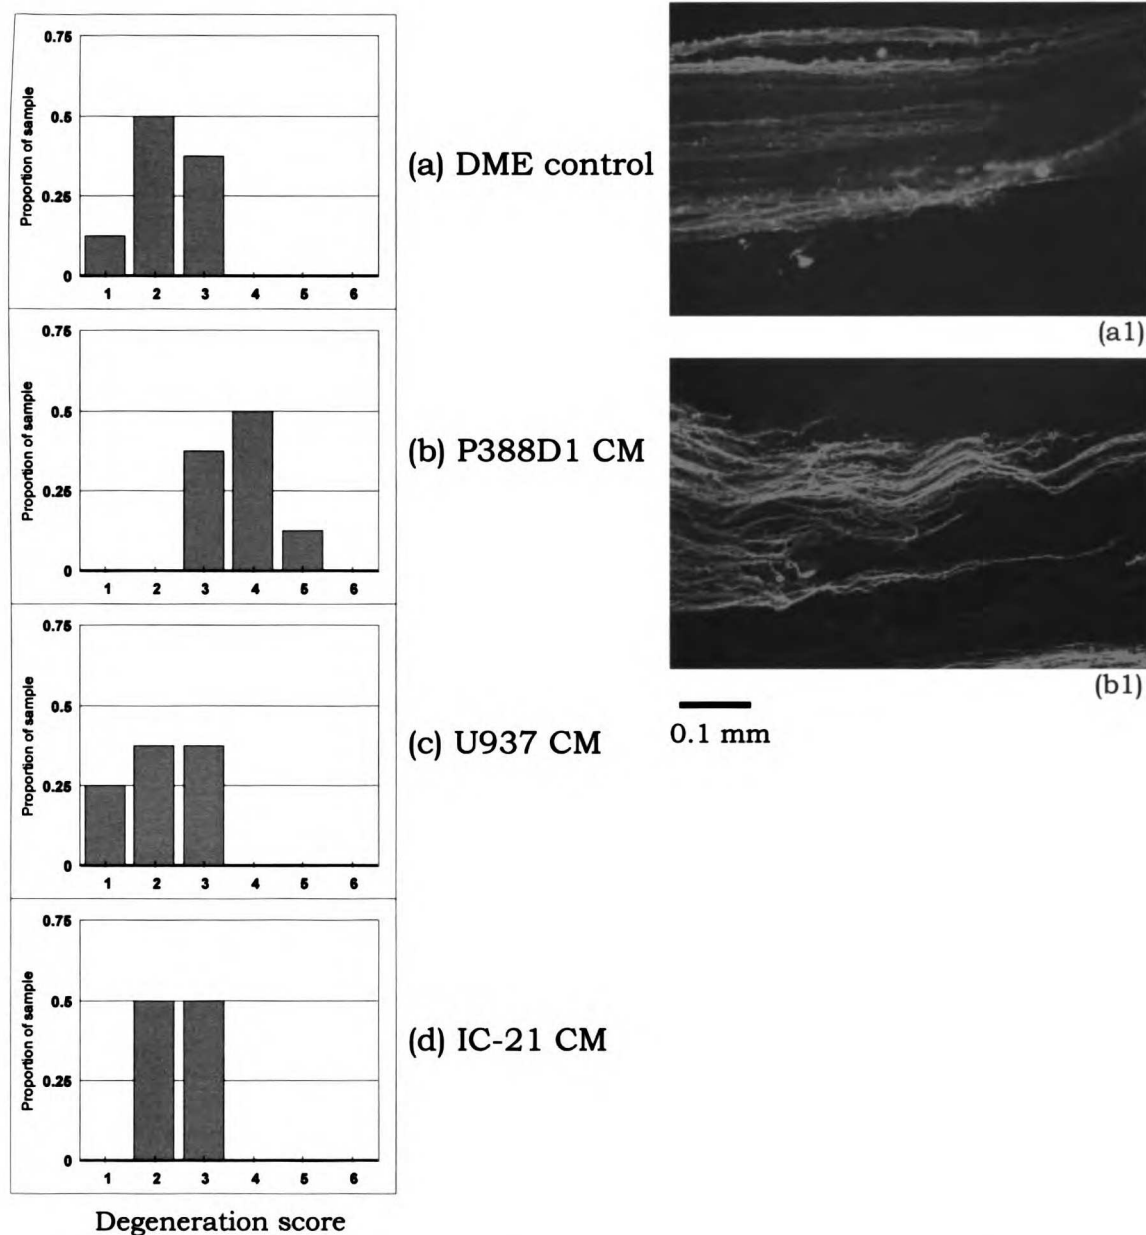 Proportion of sample
0.75
0.5
0.25
0
1 2 3 4 5 6
(a) DME control
(a1)
Proportion of sample
0.75
0.5
0.25
0
1 2 3 4 5 6
(b) P388D1 CM
(b1)
0.1 mm
Proportion of sample
0.75
0.5
0.25
0
1 2 3 4 5 6
(c) U937 CM
Proportion of sample
0.75
0.5
0.25
0
1 2 3 4 5 6
(d) IC-21 CM
Degeneration score